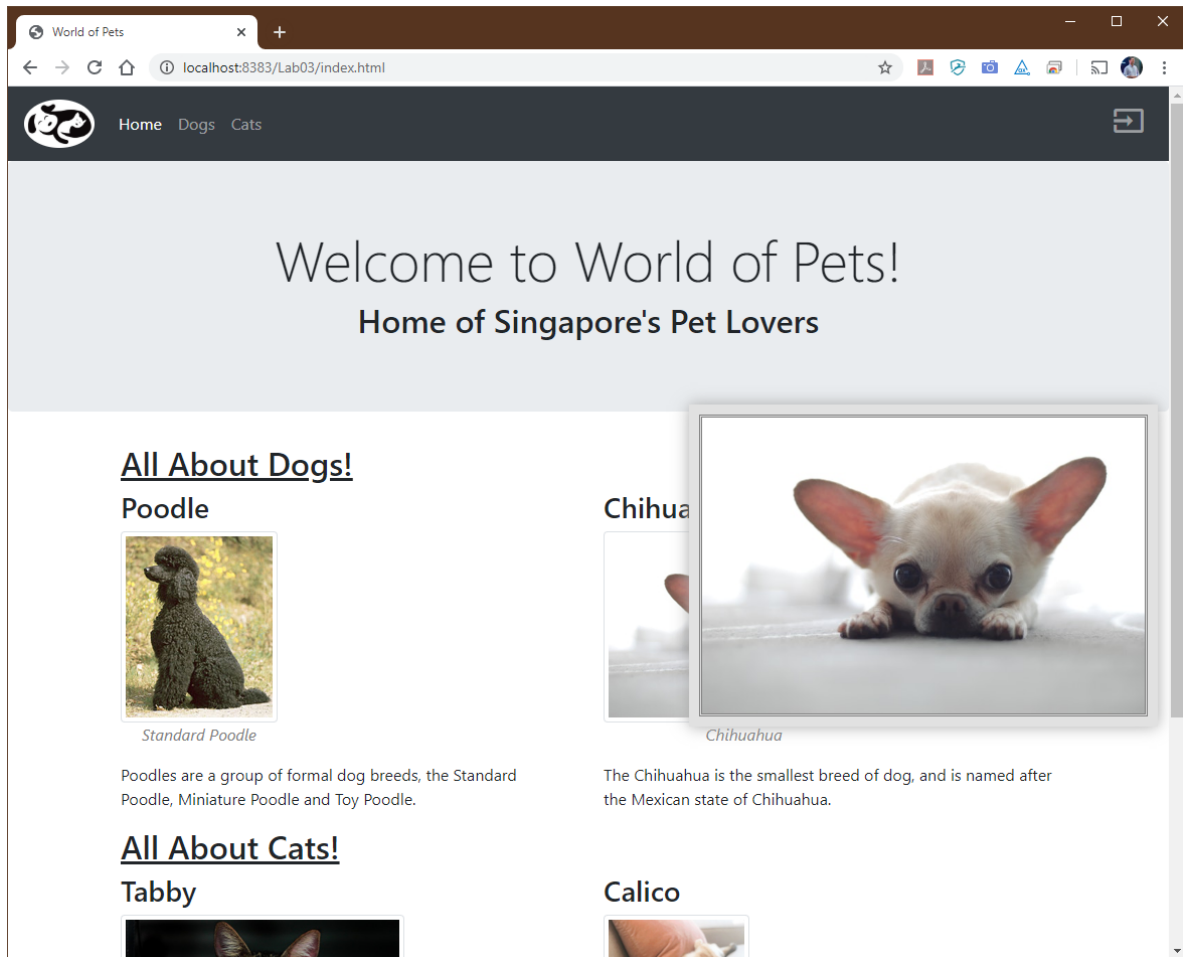 World of Pets
localhost:8383/Lab03/index.html
Home Dogs Cats
Welcome to World of Pets!
Home of Singapore's Pet Lovers
All About Dogs!
Poodle
Chihua
Standard Poodle
Chihuahua
Poodles are a group of formal dog breeds, the Standard
Poodle, Miniature Poodle and Toy Poodle.
The Chihuahua is the smallest breed of dog, and is named after
the Mexican state of Chihuahua.
All About Cats!
Tabby
Calico